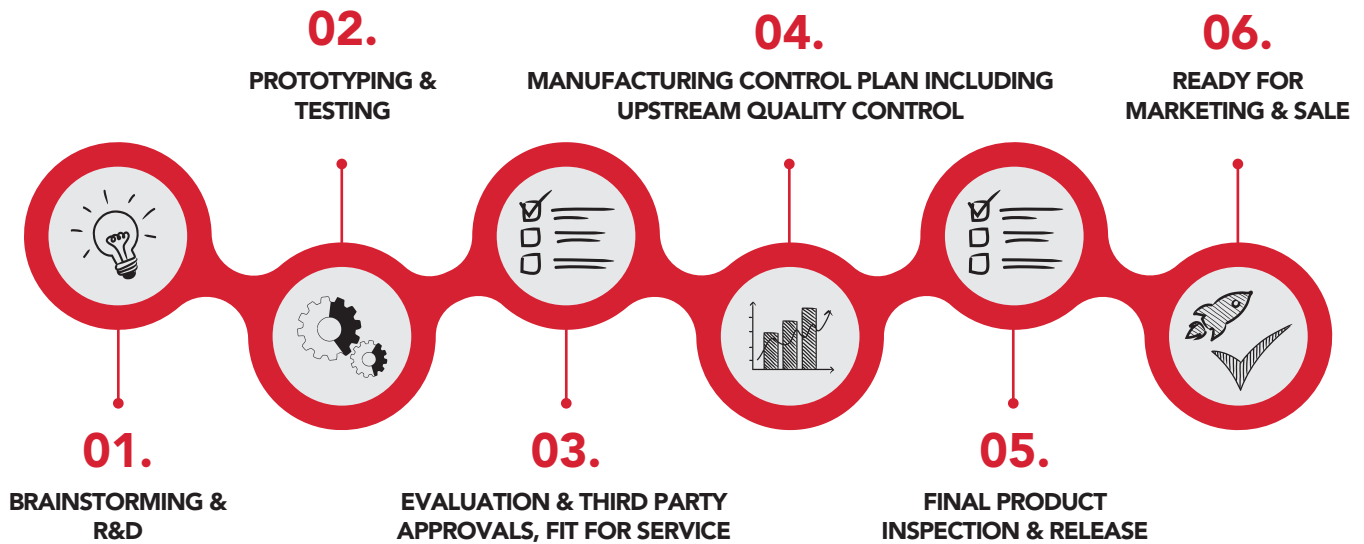 01.
BRAINSTORMING &
R&D
02.
PROTOTYPING &
TESTING
03.
EVALUATION & THIRD PARTY
APPROVALS, FIT FOR SERVICE
04.
MANUFACTURING CONTROL PLAN INCLUDING
UPSTREAM QUALITY CONTROL
05.
FINAL PRODUCT
INSPECTION & RELEASE
06.
READY FOR
MARKETING & SALE